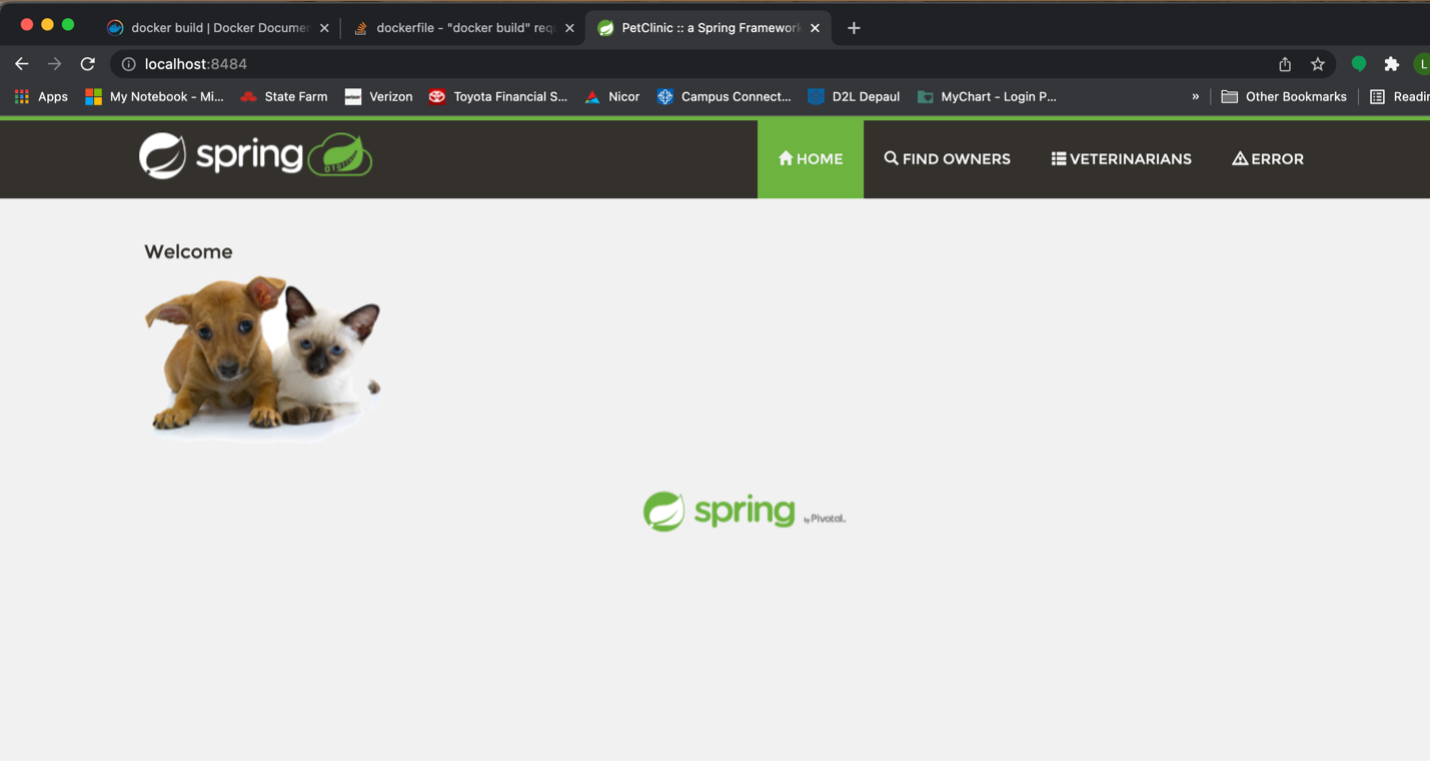 docker build | Docker Documen
dockerfile - "docker build" requ
PetClinic :: a Spring Framework
localhost:8484
L
Apps
My Notebook - Mi...
State Farm
Verizon
Toyota Financial S...
Nicor
Campus Connect...
D2L Depaul
MyChart - Login P...
»
Other Bookmarks
Readin
spring
HOME
FIND OWNERS
VETERINARIANS
ERROR
Welcome
spring by Pivotal.